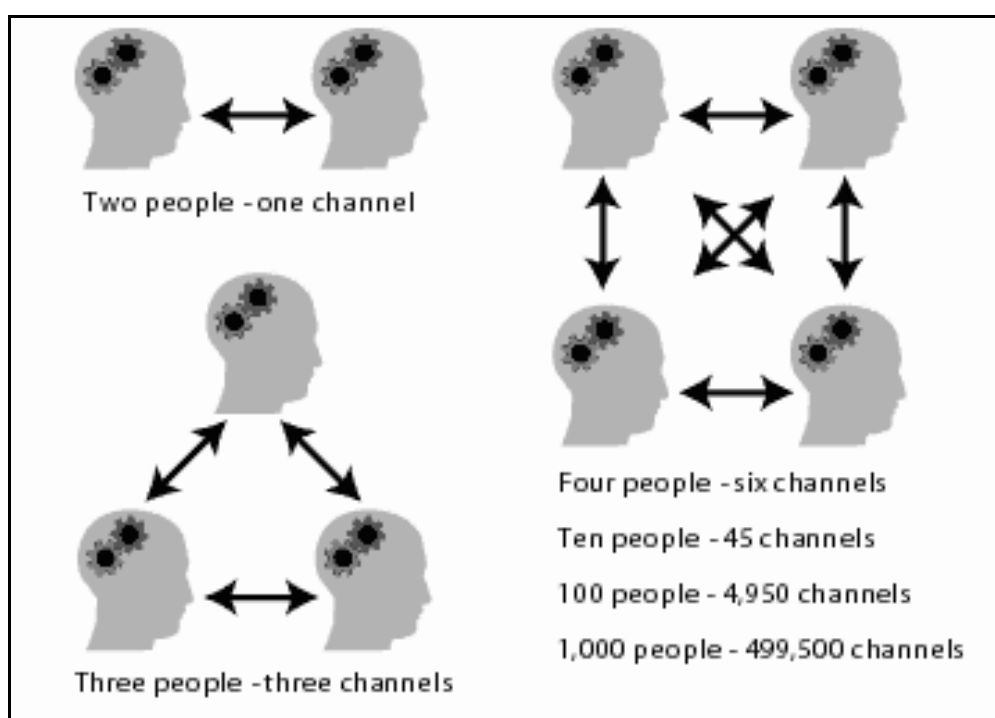 Two people - one channel
Three people - three channels
Four people - six channels
Ten people - 45 channels
100 people - 4,950 channels
1,000 people - 499,500 channels